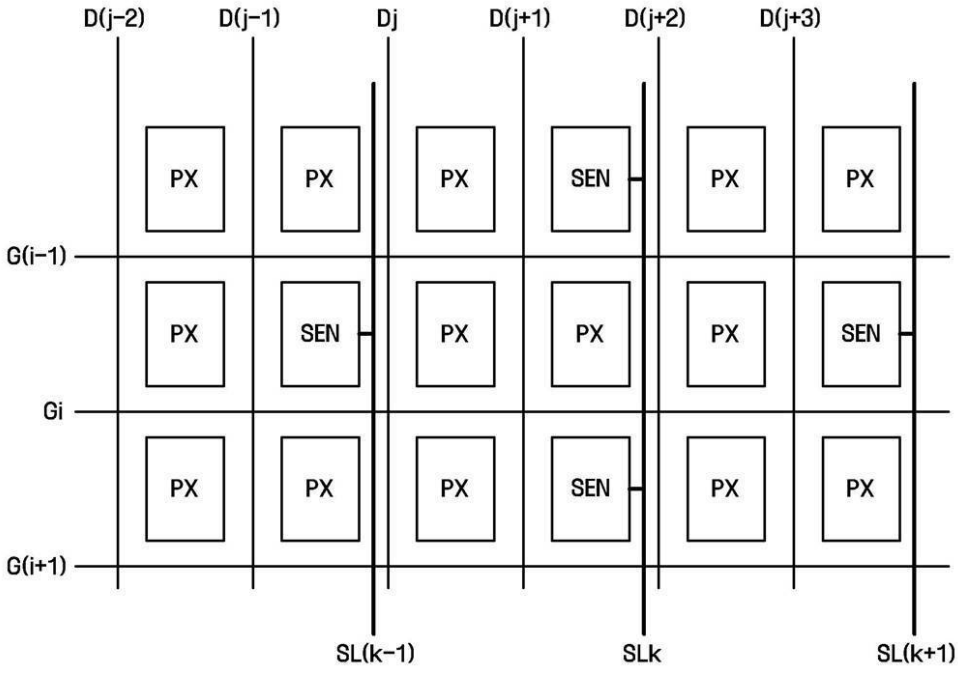 D(j-2) D(j-1) Dj D(j+1) D(j+2) D(j+3)
PX PX PX SEN PX PX
G(i-1)
PX SEN PX PX PX SEN
Gi
PX PX PX SEN PX PX
G(i+1)
SL(k-1) SLk SL(k+1)